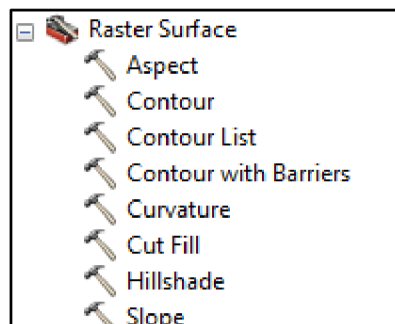 Raster Surface
Aspect
Contour
Contour List
Contour with Barriers
Curvature
Cut Fill
Hillshade
Slope